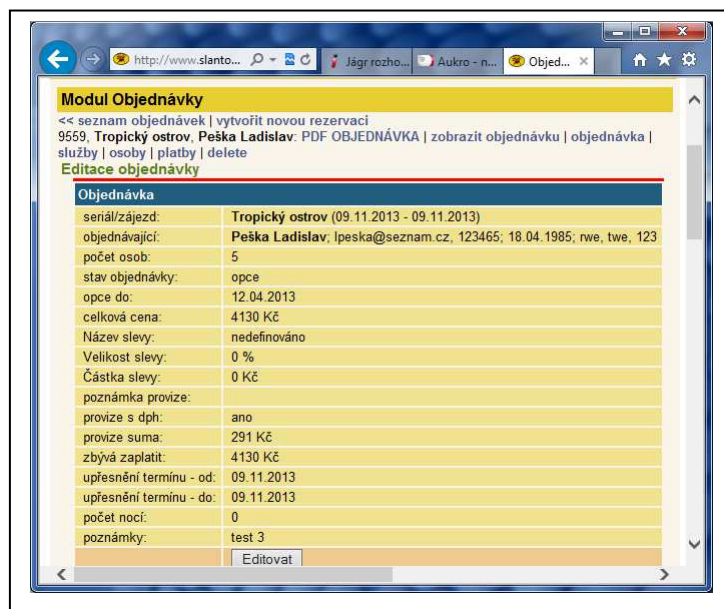 http://www.slanto...
Jágr rozho...
Aukro - n...
Objed...
Modul Objednávky
<< seznam objednávek | vytvořit novou rezervaci
9559, Tropický ostrov, Peška Ladislav: PDF OBJEDNÁVKA | zobrazit objednávku | objednávka |
služby | osoby | platby | delete
Editace objednávky
Objednávka
seriál/zájezd: Tropický ostrov (09.11.2013 - 09.11.2013)
objednávající: Peška Ladislav; lpeska@seznam.cz, 123465; 18.04.1985; rwe, twe, 123
počet osob: 5
stav objednávky: opce
opce do: 12.04.2013
celková cena: 4130 Kč
Název slevy: nedefinováno
Velikost slevy: 0 %
Částka slevy: 0 Kč
poznámka provize:
provize s dph: ano
provize suma: 291 Kč
zbývá zaplatit: 4130 Kč
upřesnění termínu - od: 09.11.2013
upřesnění termínu - do: 09.11.2013
počet nocí: 0
poznámky: test 3
Editovat